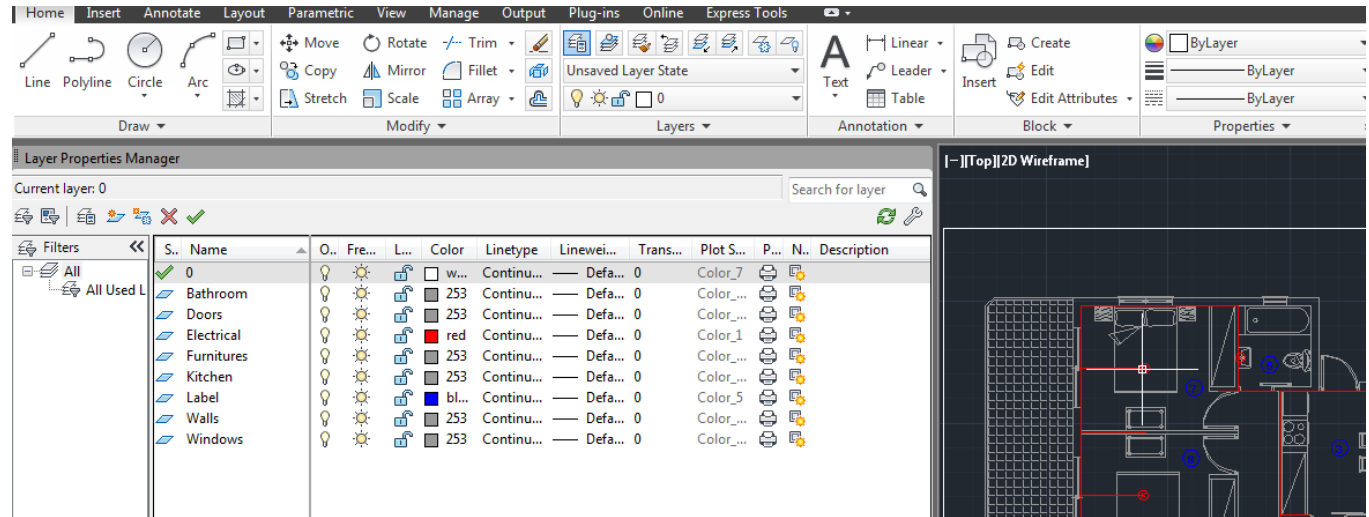 Home Insert Annotate Layout Parametric View Manage Output Plug-ins Online Express Tools
Move Rotate Trim Linear Create ByLayer
Copy Mirror Fillet Unsaved Layer State Leader Edit ByLayer
Line Polyline Circle Arc Text Insert
Stretch Scale Array 0 Table Edit Attributes ByLayer
Draw Modify Layers Annotation Block Properties
Layer Properties Manager [−][Top][2D Wireframe]
Current layer: 0 Search for layer
Filters S.. Name O.. Fre... L... Color Linetype Linewei... Trans... Plot S... P... N.. Description
All 0 w... Continu... Defa... 0 Color_7
All Used L Bathroom 253 Continu... Defa... 0 Color_...
Doors 253 Continu... Defa... 0 Color_...
Electrical red Continu... Defa... 0 Color_1
Furnitures 253 Continu... Defa... 0 Color_...
Kitchen 253 Continu... Defa... 0 Color_...
Label bl... Continu... Defa... 0 Color_5
Walls 253 Continu... Defa... 0 Color_...
Windows 253 Continu... Defa... 0 Color_...